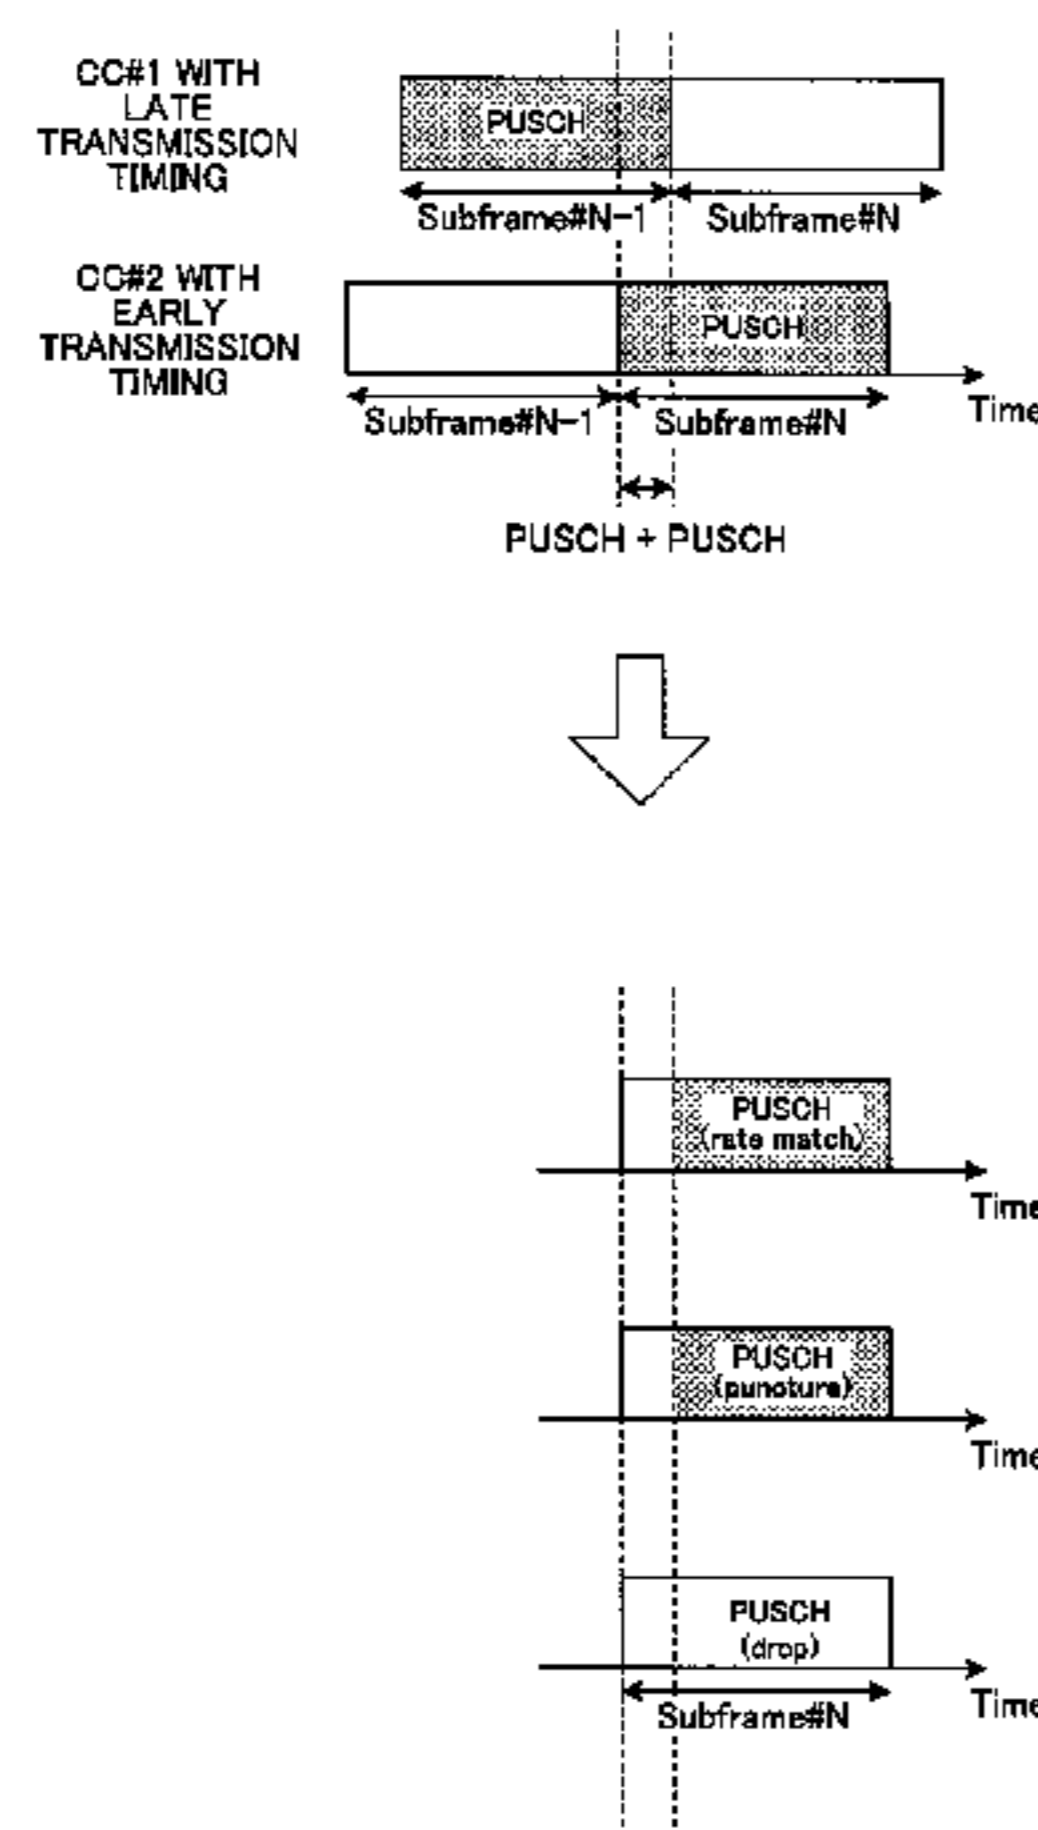 CC#1 WITH
LATE
TRANSMISSION
TIMING
PUSCH
Subframe#N-1
Subframe#N
CC#2 WITH
EARLY
TRANSMISSION
TIMING
PUSCH
Time
Subframe#N-1
Subframe#N
PUSCH + PUSCH
PUSCH
(rate match)
Time
PUSCH
(puncture)
Time
PUSCH
(drop)
Time
Subframe#N